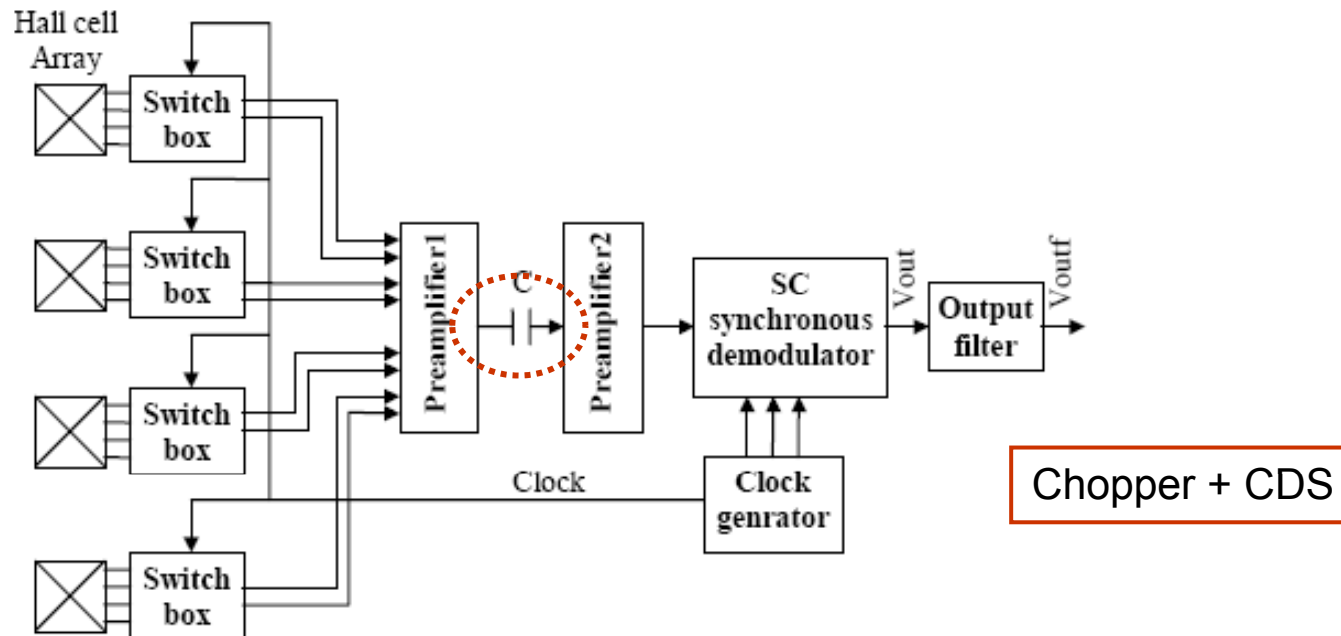 Hall cell
Array
Switch
box
Switch
box
Switch
box
Switch
box
Preamplifier1
C
Preamplifier2
SC
synchronous
demodulator
Vout
Output
filter
Voutf
Clock
Clock
genrator
Chopper + CDS